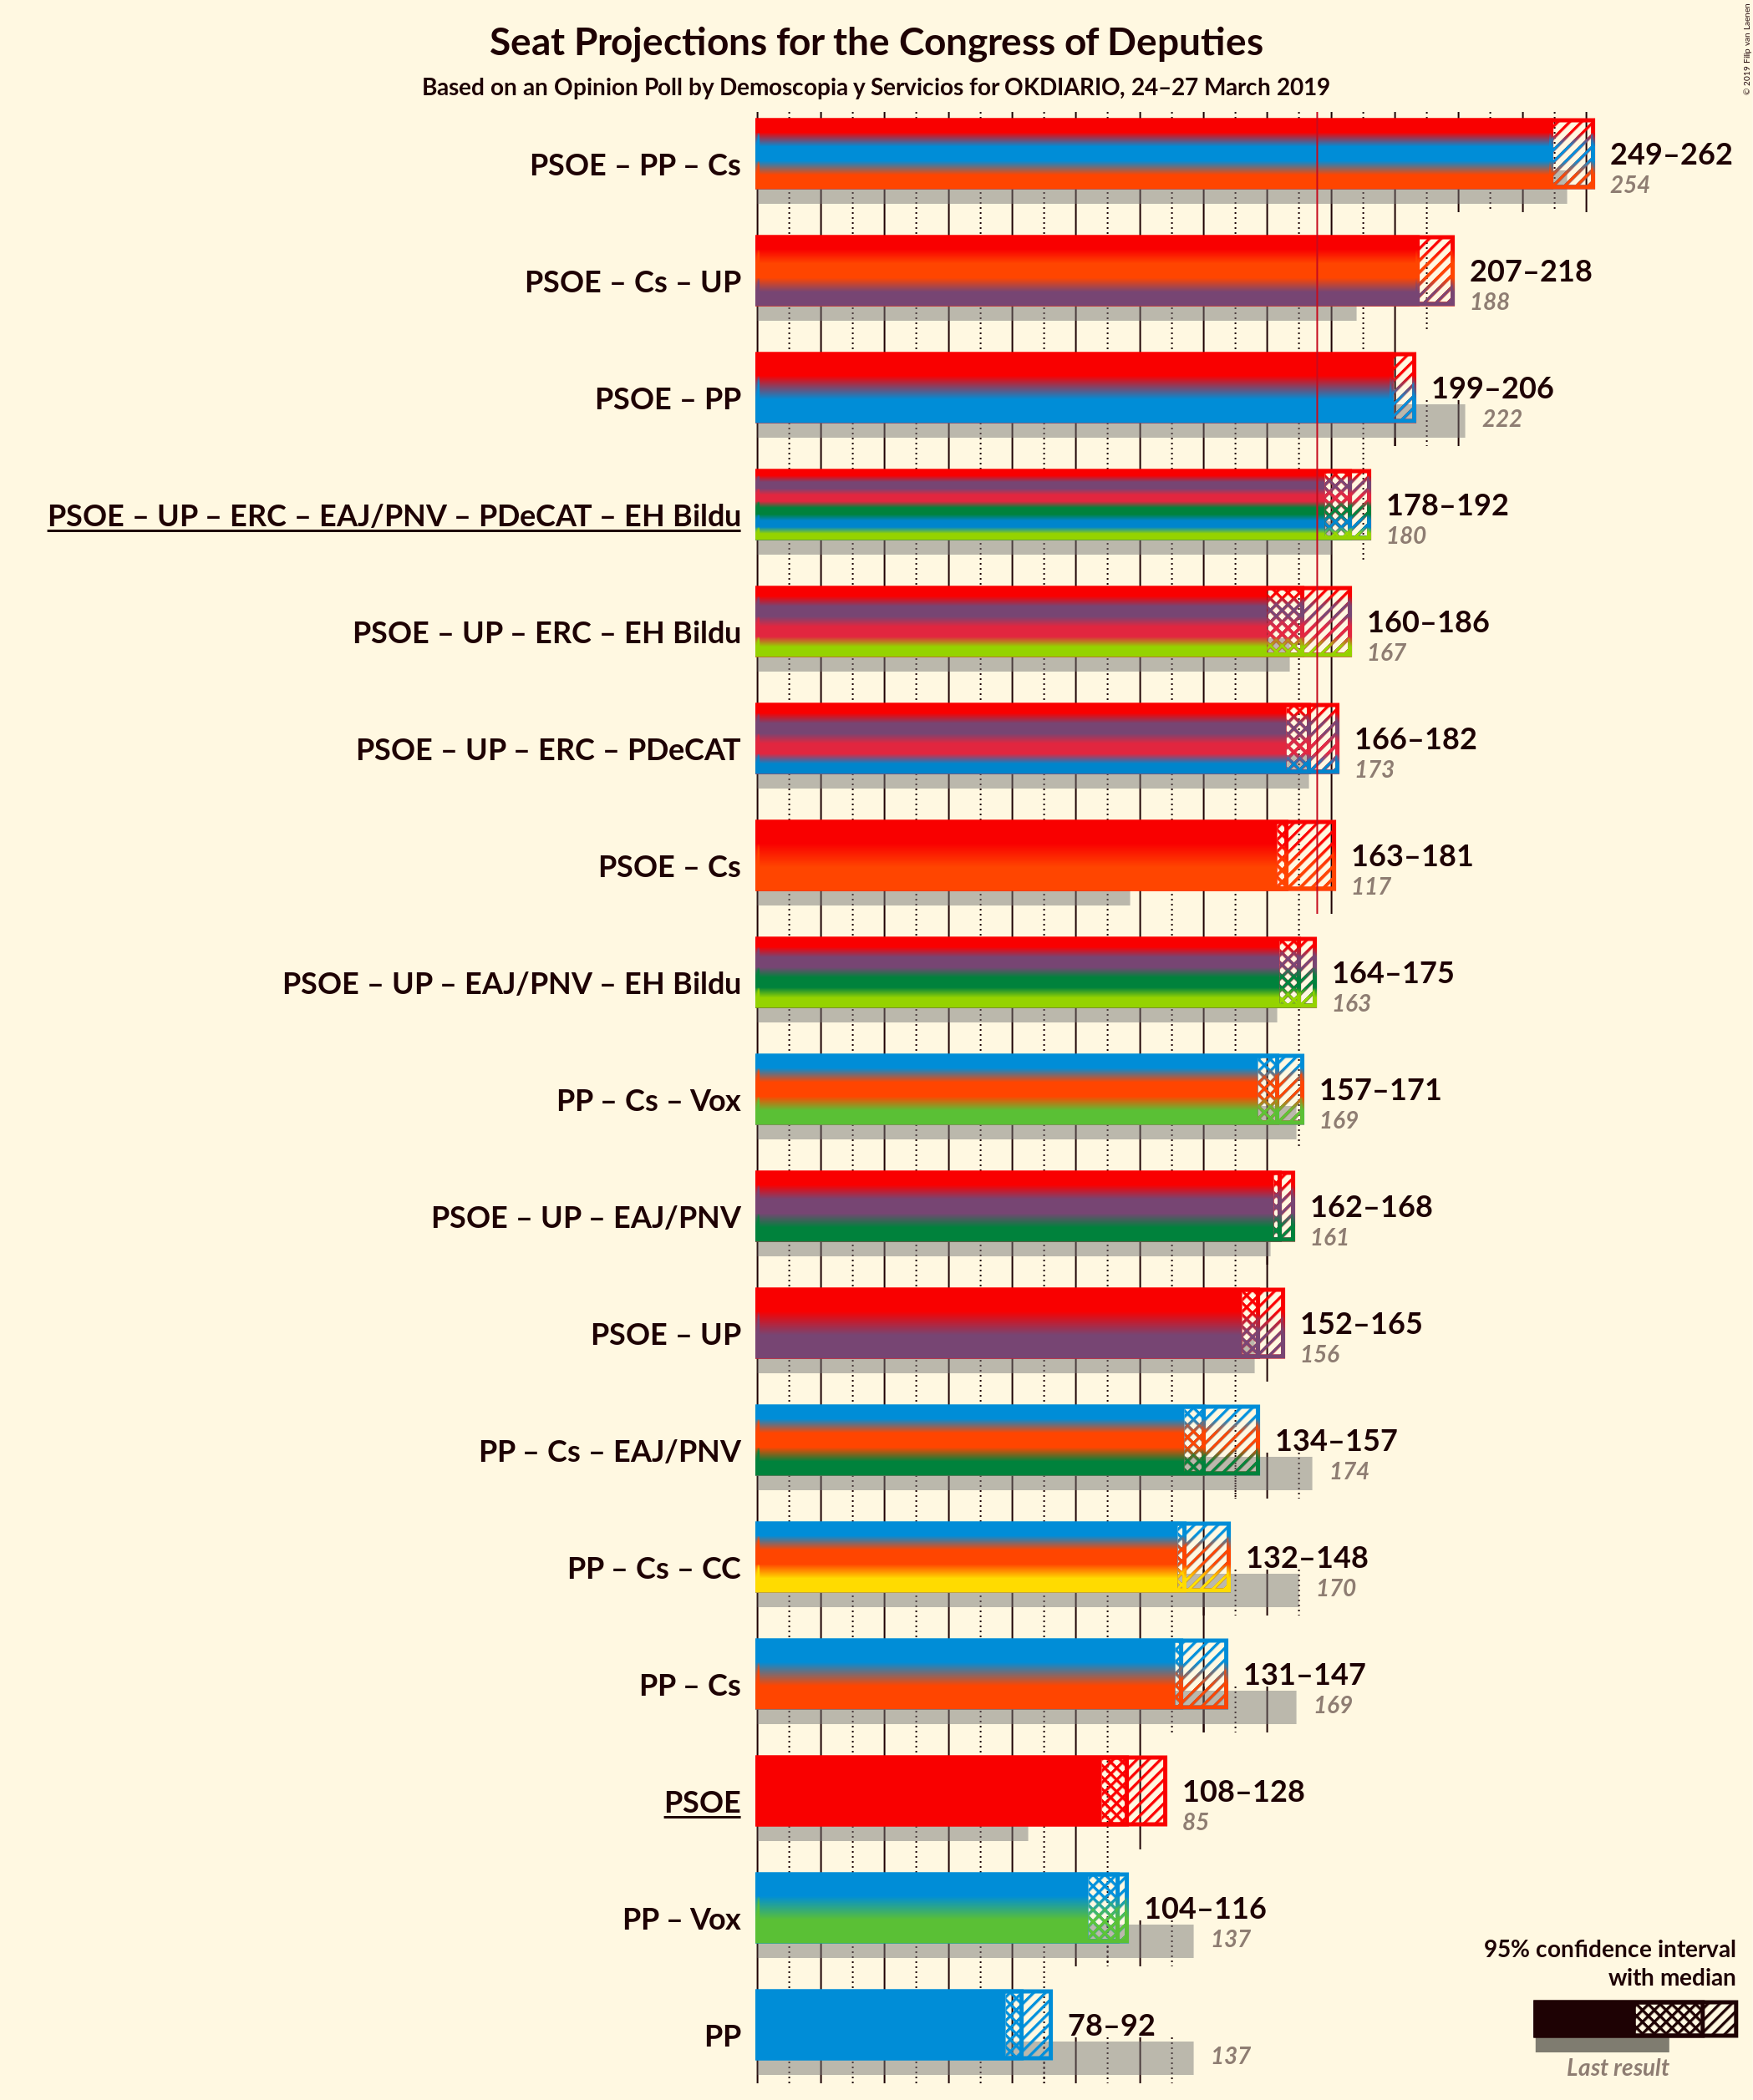 Seat Projections for the Congress of Deputies
Based on an Opinion Poll by Demoscopia y Servicios for OKDIARIO, 24–27 March 2019
© 2019 Filip van Laenen
PSOE – PP – Cs
249–262
254
PSOE – Cs – UP
207–218
188
PSOE – PP
199–206
222
PSOE – UP – ERC – EAJ/PNV – PDeCAT – EH Bildu
178–192
180
PSOE – UP – ERC – EH Bildu
160–186
167
PSOE – UP – ERC – PDeCAT
166–182
173
PSOE – Cs
163–181
117
PSOE – UP – EAJ/PNV – EH Bildu
164–175
163
PP – Cs – Vox
157–171
169
PSOE – UP – EAJ/PNV
162–168
161
PSOE – UP
152–165
156
PP – Cs – EAJ/PNV
134–157
174
PP – Cs – CC
132–148
170
PP – Cs
131–147
169
PSOE
108–128
85
PP – Vox
104–116
137
PP
78–92
137
95% confidence interval
with median
Last result